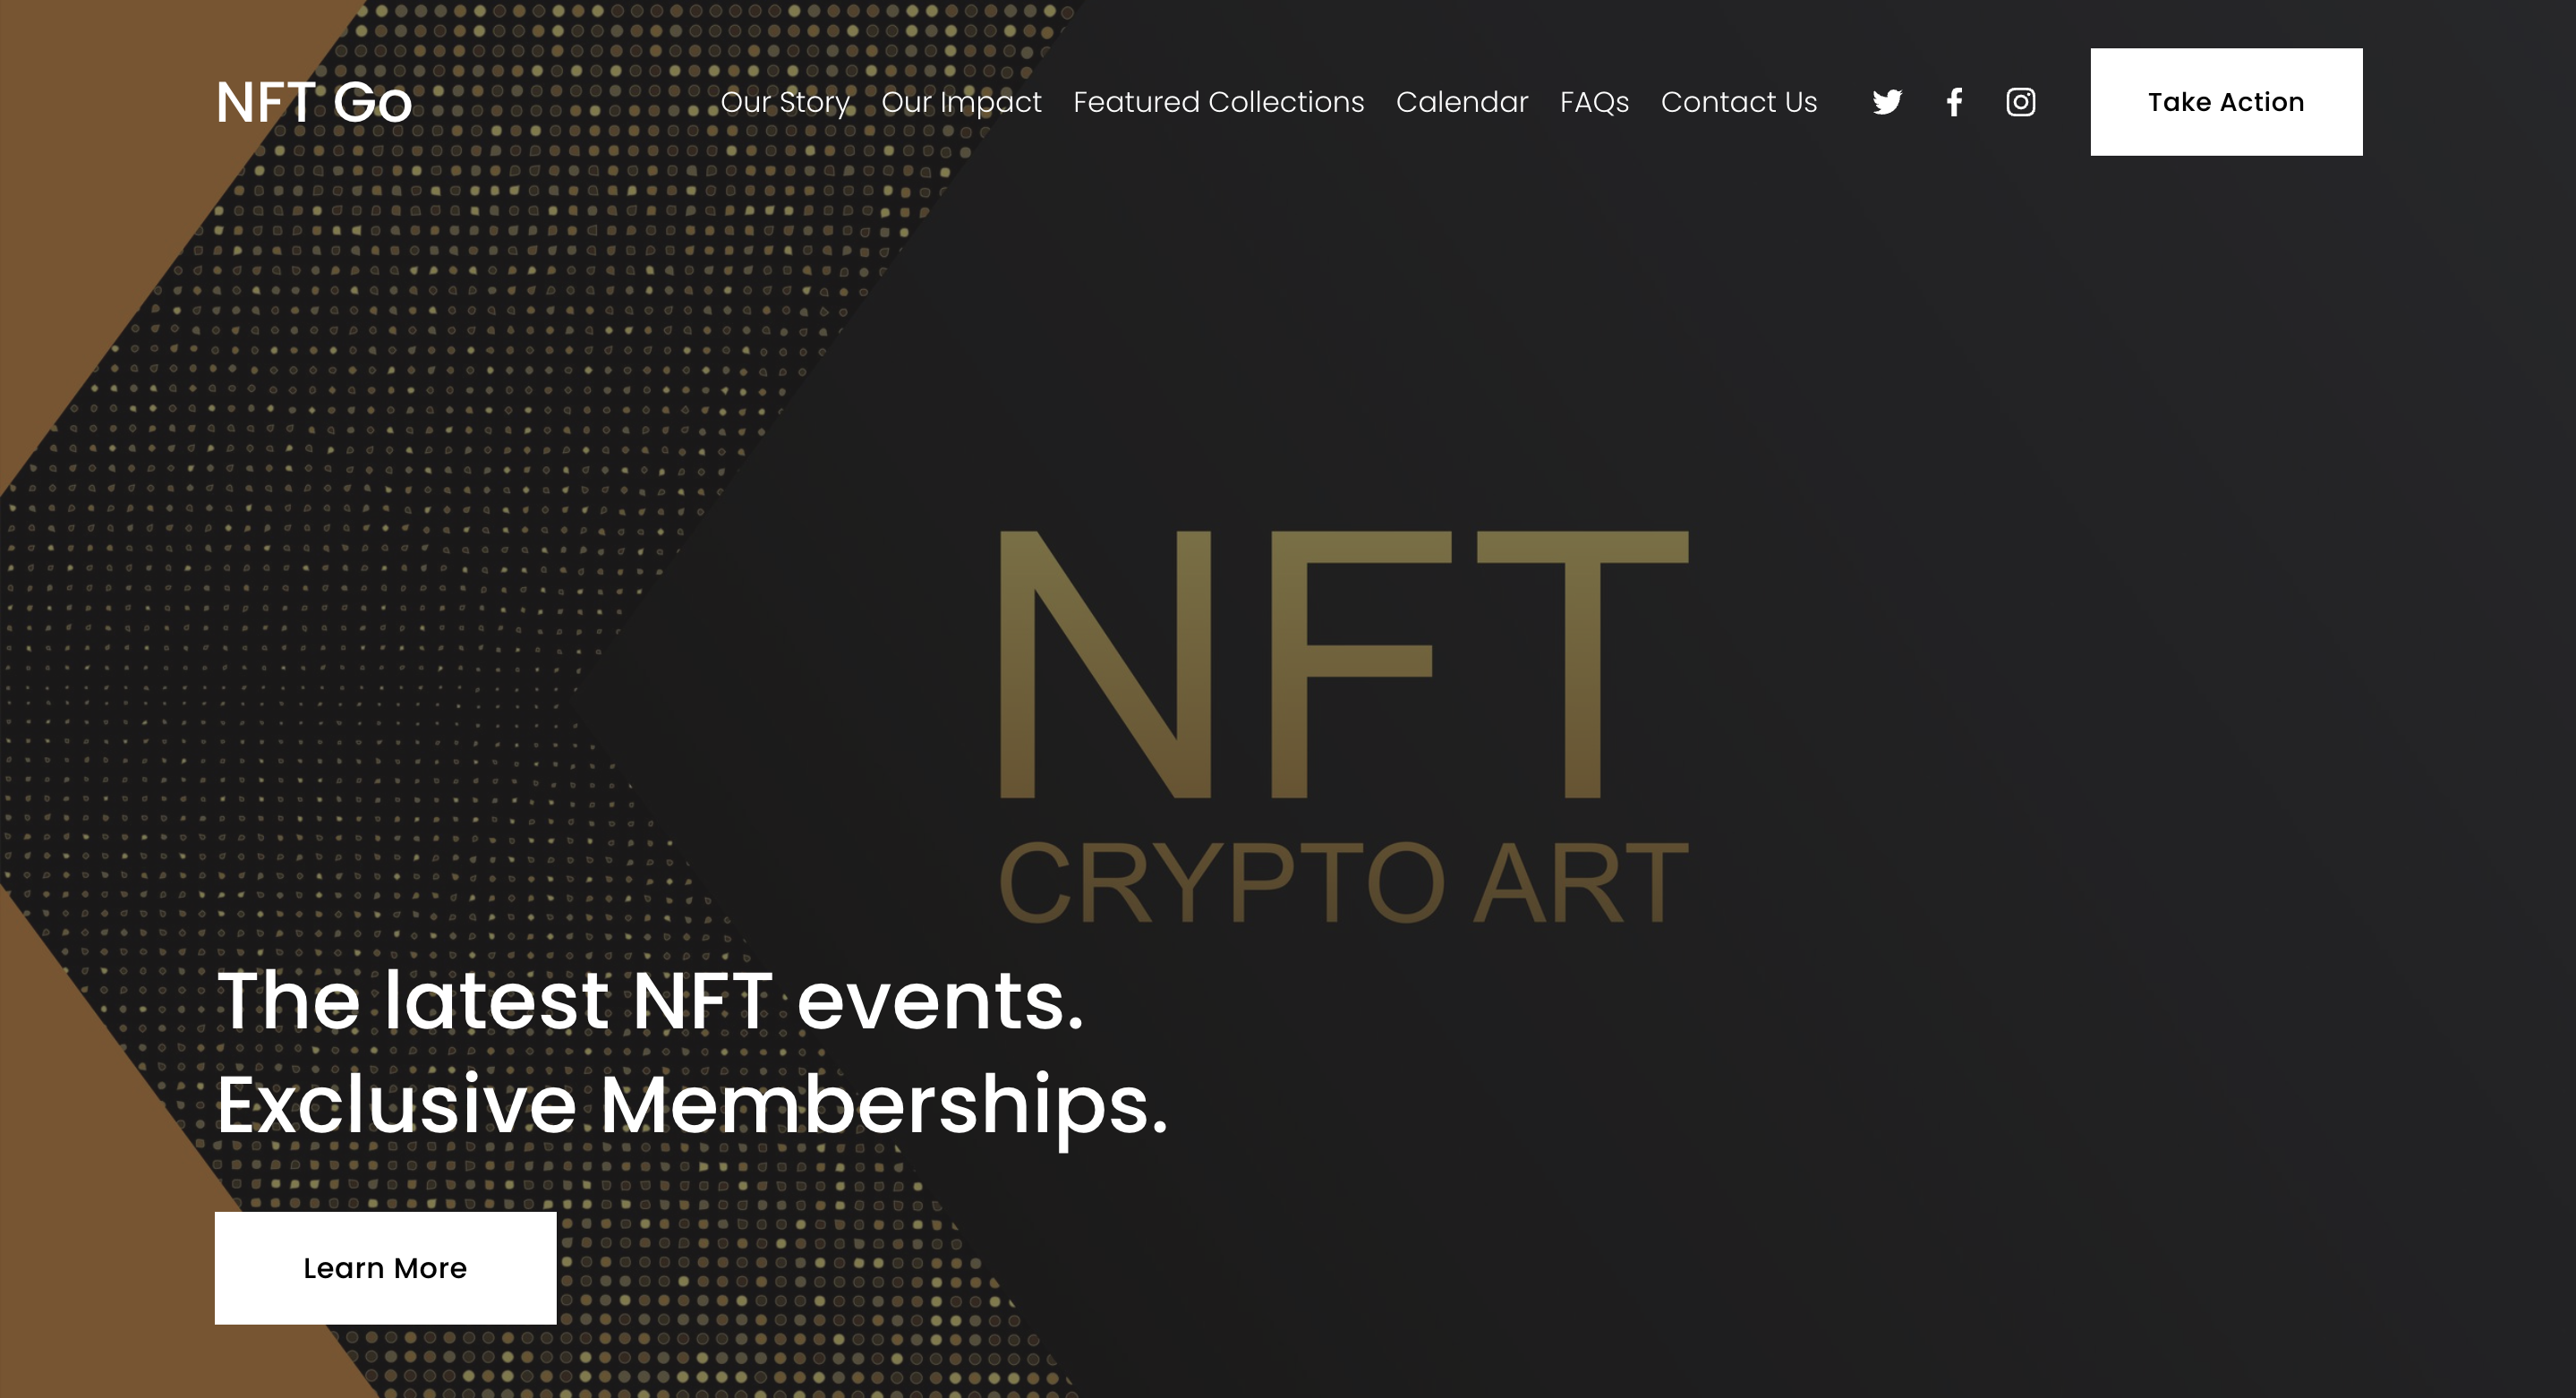 NFT Go
Our Story Our Impact Featured Collections Calendar FAQs Contact Us
Take Action
NFT
CRYPTO ART
The latest NFT events.
Exclusive Memberships.
Learn More